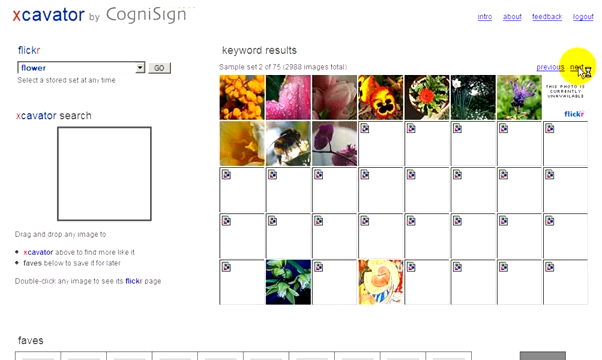 xcavator by CogniSign
intro about feedback logout
flickr
flower GO
Select a stored set at any time
keyword results
Sample set 2 of 75 (2988 images total) previous
THIS PHOTO IS CURRENTLY UNAVAILABLE
flickr
xcavator search
Drag and drop any image to
xcavator above to find more like it
faves below to save it for later
Double-click any image to see its flickr page
faves